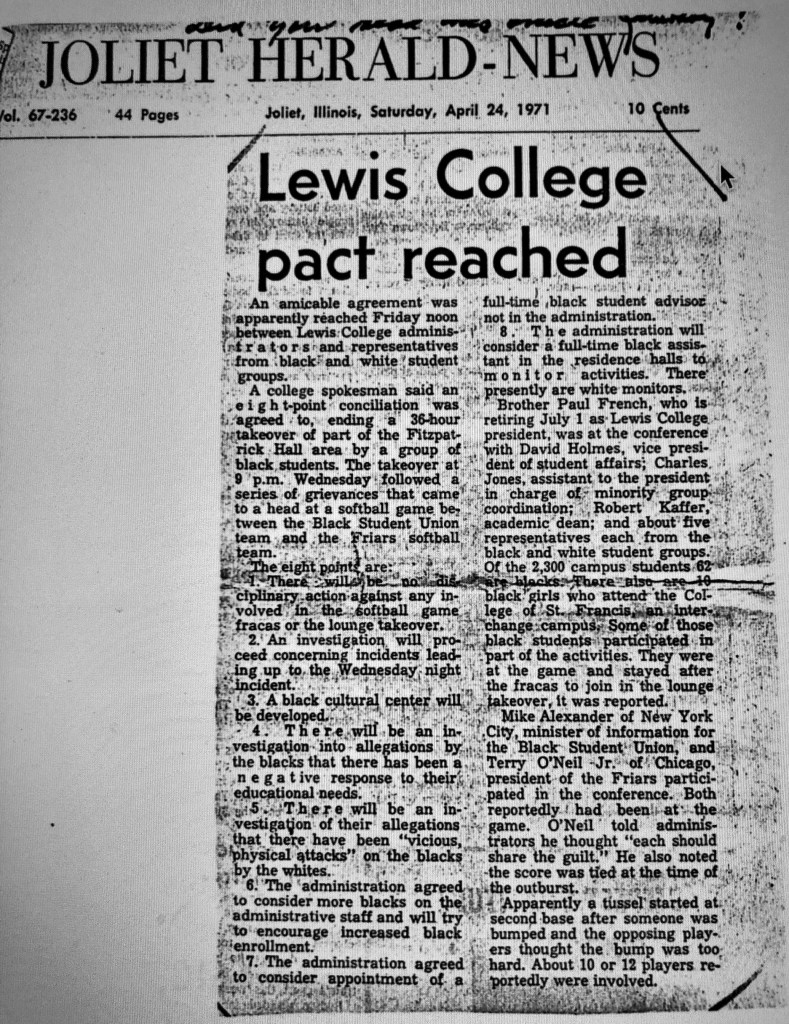 and your
JOLIET HERALD-NEWS
Vol. 67-236 44 Pages Joliet, Illinois, Saturday, April 24, 1971 10 Cents
Lewis College
pact reached
An amicable agreement was
apparently reached Friday noon
between Lewis College adminis-
trators and representatives
from black and white student
groups.
A college spokesman said an
eight-point conciliation was
agreed to, ending a 36-hour
takeover of part of the Fitzpat-
rick Hall area by a group of
black students. The takeover at
9 p.m. Wednesday followed a
series of grievances that came
to a head at a softball game be-
tween the Black Student Union
team and the Friars softball
team.
The eight points are:
1. There will be no dis-
ciplinary action against any in-
volved in the softball game
fracas or the lounge takeover.
2. An investigation will pro-
ceed concerning incidents lead-
ing up to the Wednesday night
incident.
3. A black cultural center will
be developed.
4. There will be an in-
vestigation into allegations by
the blacks that there has been a
negative response to their
educational needs.
5. There will be an in-
vestigation of their allegations
that there have been "vicious,
physical attacks" on the blacks
by the whites.
6. The administration agreed
to consider more blacks on the
administrative staff and will try
to encourage increased black
enrollment.
7. The administration agreed
to consider appointment of a
full-time black student advisor
not in the administration.
8. The administration will
consider a full-time black assis-
tant in the residence halls to
monitor activities. There
presently are white monitors.
Brother Paul French, who is
retiring July 1 as Lewis College
president, was at the conference
with David Holmes, vice presi-
dent of student affairs; Charles
Jones, assistant to the president
in charge of minority group
coordination; Robert Kaffer,
academic dean; and about five
representatives each from the
black and white student groups.
Of the 2,300 campus students 62
are blacks. There also are 10
black girls who attend the Col-
lege of St. Francis, an inter-
change campus. Some of those
black students participated in
part of the activities. They were
at the game and stayed after
the fracas to join in the lounge
takeover, it was reported.
Mike Alexander of New York
City, minister of information for
the Black Student Union, and
Terry O'Neil Jr. of Chicago,
president of the Friars partici-
pated in the conference. Both
reportedly had been at the
game. O'Neil told adminis-
trators he thought "each should
share the guilt." He also noted
the score was tied at the time of
the outburst.
Apparently a tussel started at
second base after someone was
bumped and the opposing play-
ers thought the bump was too
hard. About 10 or 12 players re-
portedly were involved.